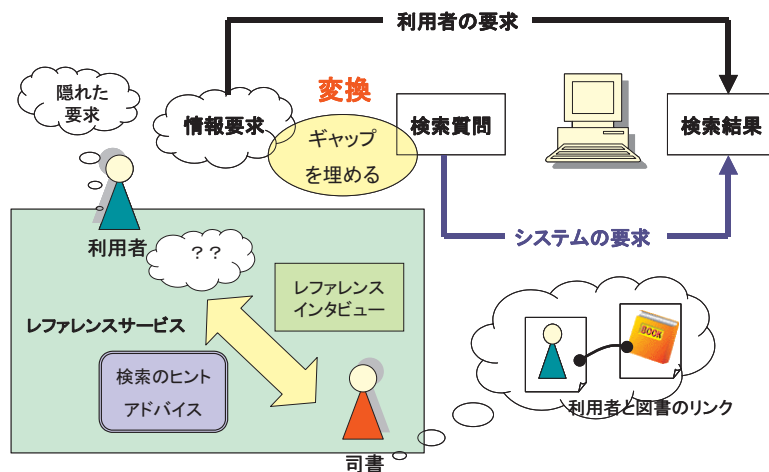 利用者の要求
隠れた
要求
変換
情報要求
ギャップ
を埋める
検索質問
検索結果
システムの要求
利用者
??
レファレンス
インタビュー
レファレンスサービス
検索のヒント
アドバイス
司書
BOOK
利用者と図書のリンク